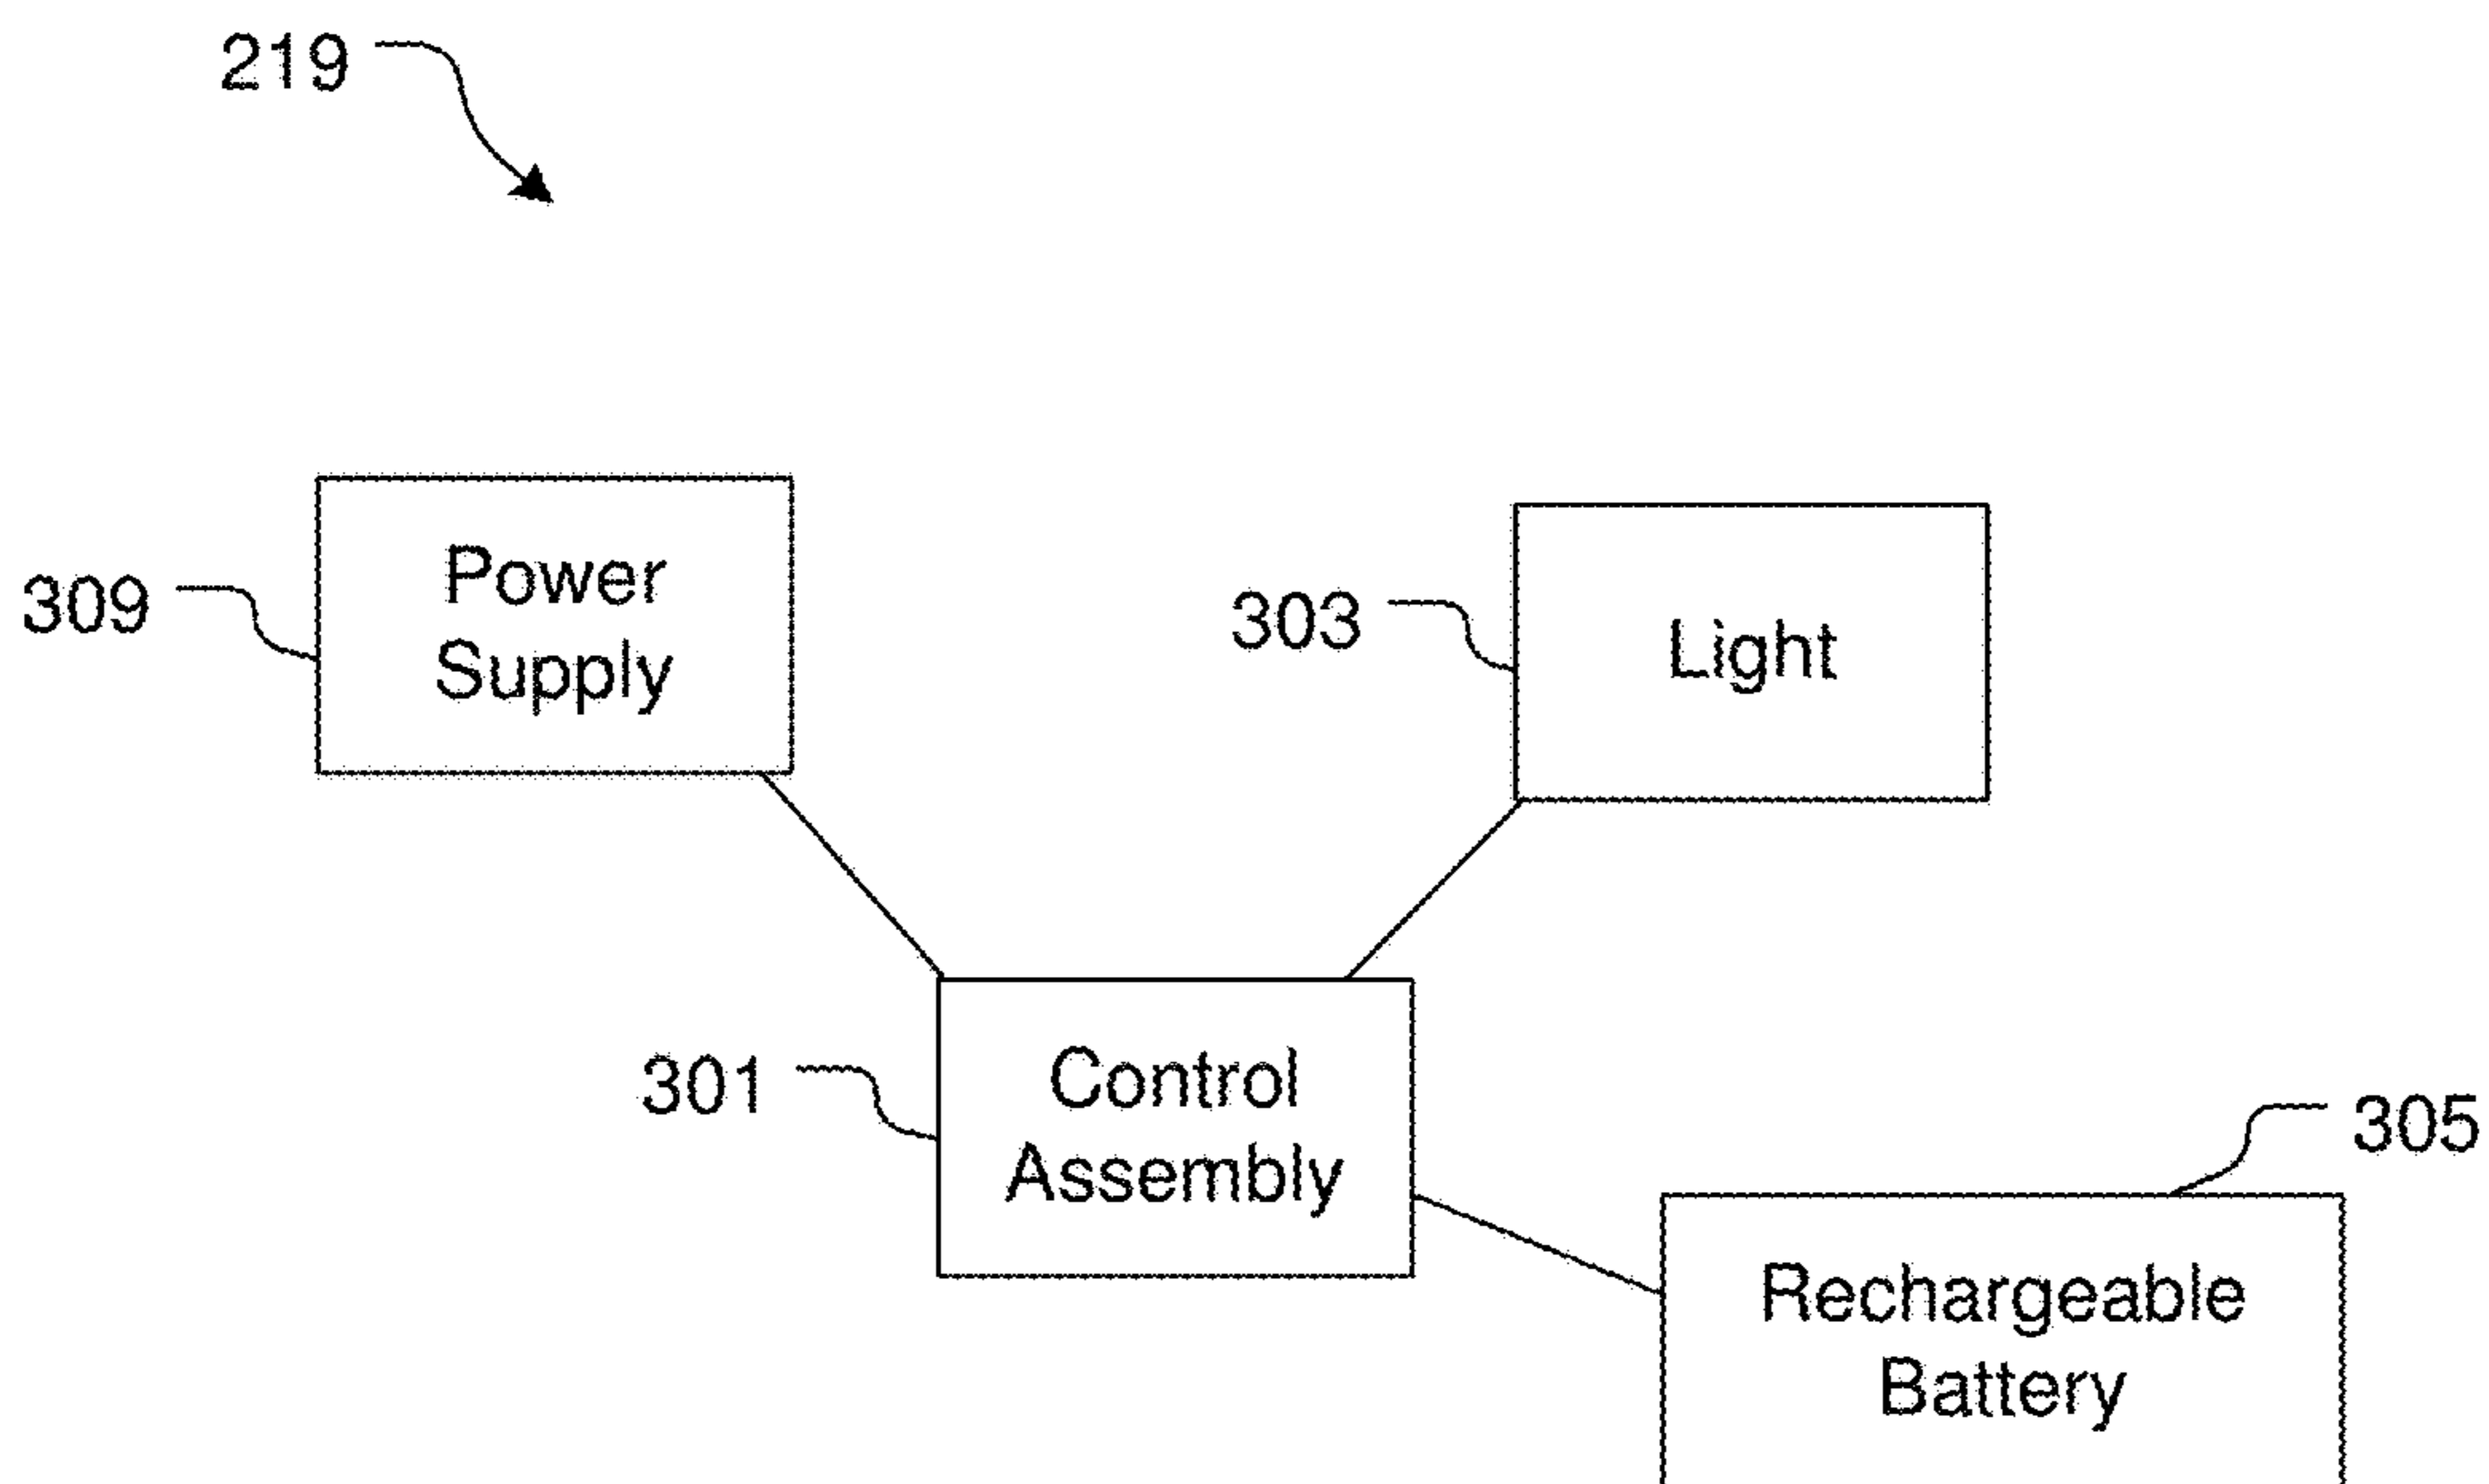 219
309
Power
Supply
303
Light
301
Control
Assembly
305
Rechargeable
Battery